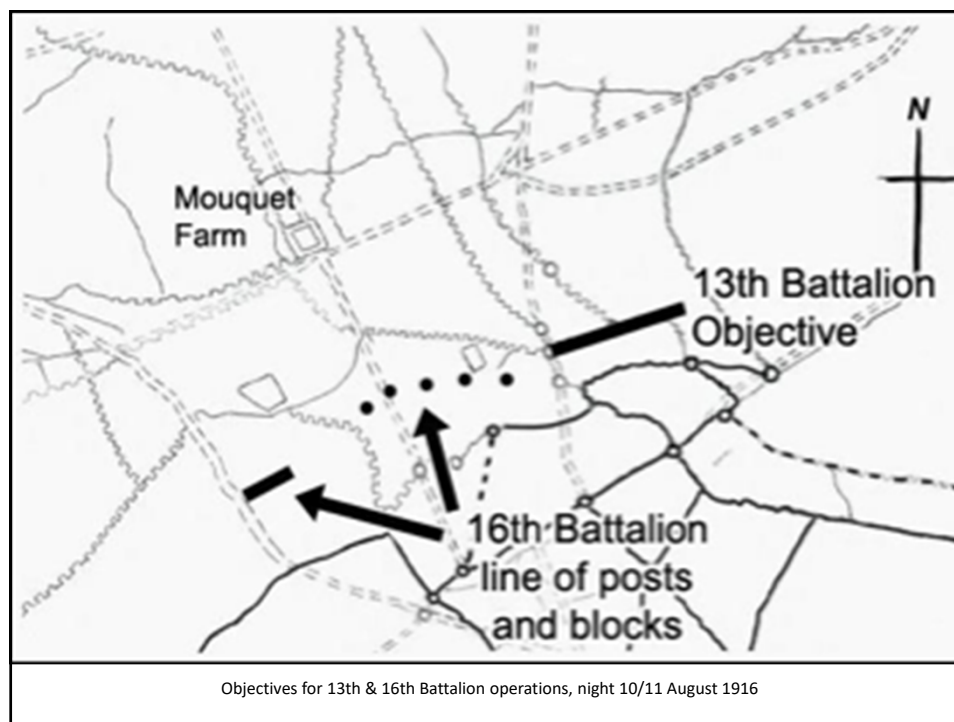 N
Mouquet
Farm
13th Battalion
Objective
16th Battalion
line of posts
and blocks
Objectives for 13th & 16th Battalion operations, night 10/11 August 1916